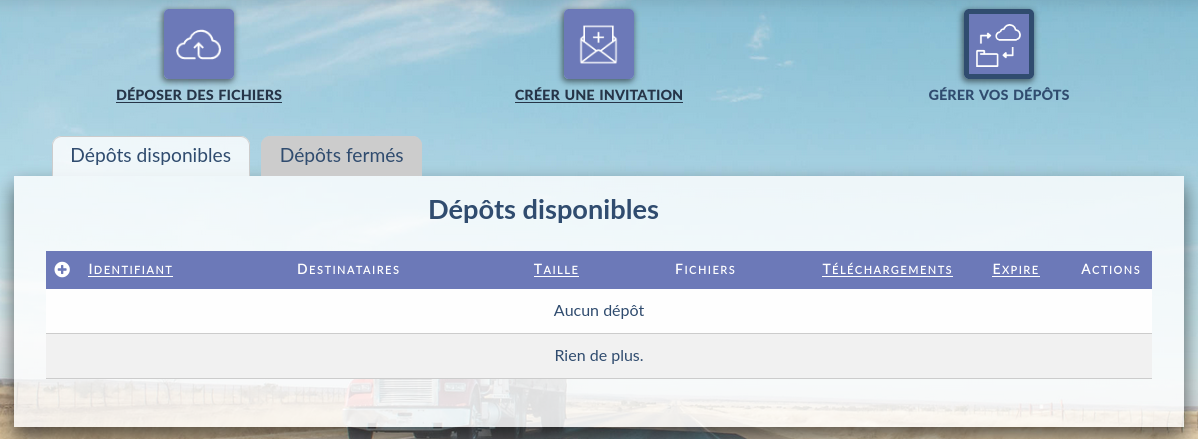 DÉPOSER DES FICHIERS
CRÉER UNE INVITATION
GÉRER VOS DÉPÔTS
Dépôts disponibles
Dépôts fermés
Dépôts disponibles
IDENTIFIANT DESTINATAIRES TAILLE FICHIERS TÉLÉCHARGEMENTS EXPIRE ACTIONS
Aucun dépôt
Rien de plus.